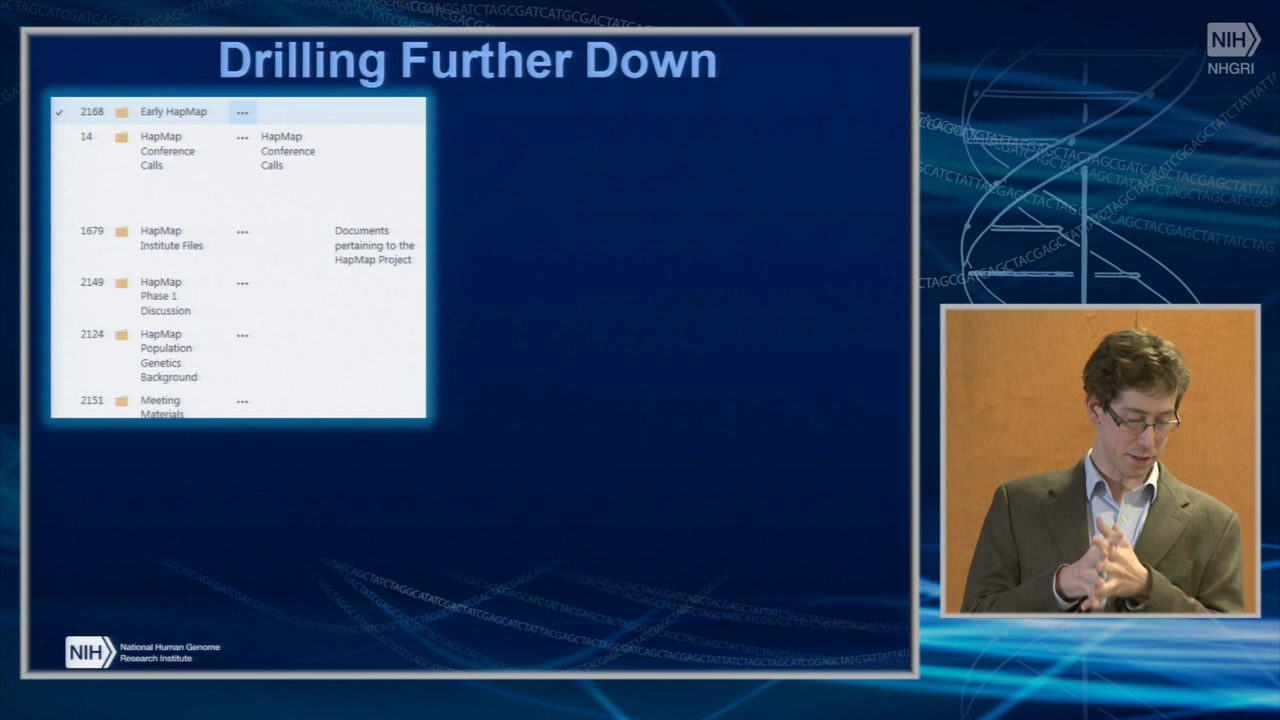 Drilling Further Down
2168 Early HapMap ...
14 HapMap ... HapMap
Conference Conference
Calls Calls
1679 HapMap ... Documents
Institute Files pertaining to the
HapMap Project
2149 HapMap ...
Phase 1
Discussion
2124 HapMap ...
Population
Genetics
Background
2151 Meeting ...
Materials
NIH National Human Genome
Research Institute
NIH
NHGRI